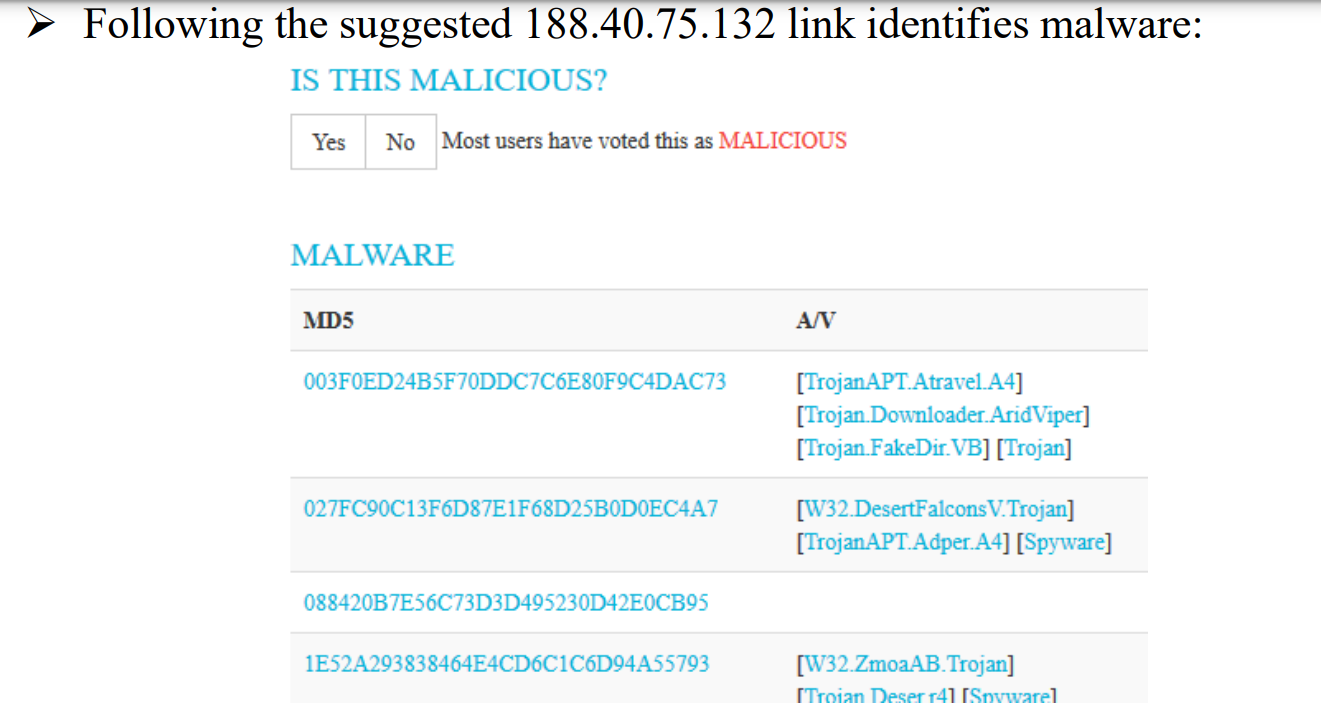 ➢ Following the suggested 188.40.75.132 link identifies malware:
IS THIS MALICIOUS?
Yes No Most users have voted this as MALICIOUS
MALWARE
MD5 A/V
003F0ED24B5F70DDC7C6E80F9C4DAC73 [TrojanAPT.Atravel.A4]
[Trojan.Downloader.AridViper]
[Trojan.FakeDir.VB] [Trojan]
027FC90C13F6D87E1F68D25B0D0EC4A7 [W32.DesertFalconsV.Trojan]
[TrojanAPT.Adper.A4] [Spyware]
088420B7E56C73D3D495230D42E0CB95
1E52A293838464E4CD6C1C6D94A55793 [W32.ZmoaAB.Trojan]
[Trojan.Deser.r4] [Spyware]